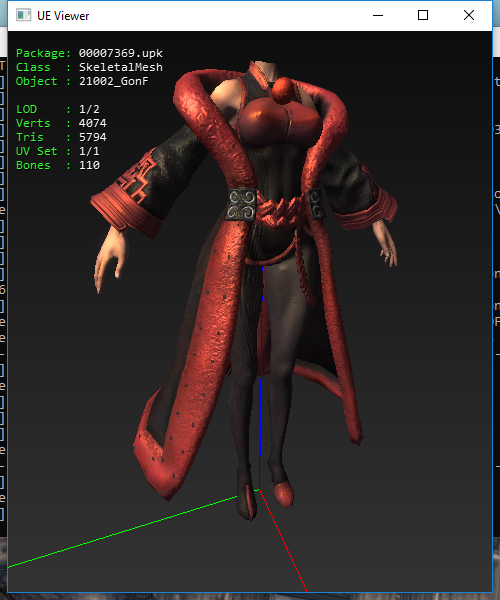 UE Viewer
Package: 00007369.upk
Class : SkeletalMesh
Object : 21002_GonF
LOD : 1/2
Verts : 4074
Tris : 5794
UV Set : 1/1
Bones : 110